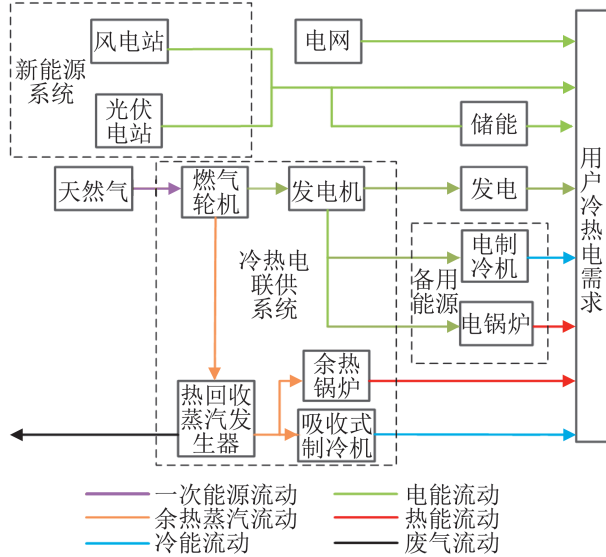 风电站
电网
新能源
系统
光伏
电站
储能
天然气
燃气
轮机
发电机
发电
用户冷热电需求
冷热电
联供
系统
备用
能源
电制
冷机
电锅炉
热回收
蒸汽发
生器
余热
锅炉
吸收式
制冷机
一次能源流动
电能流动
余热蒸汽流动
热能流动
冷能流动
废气流动